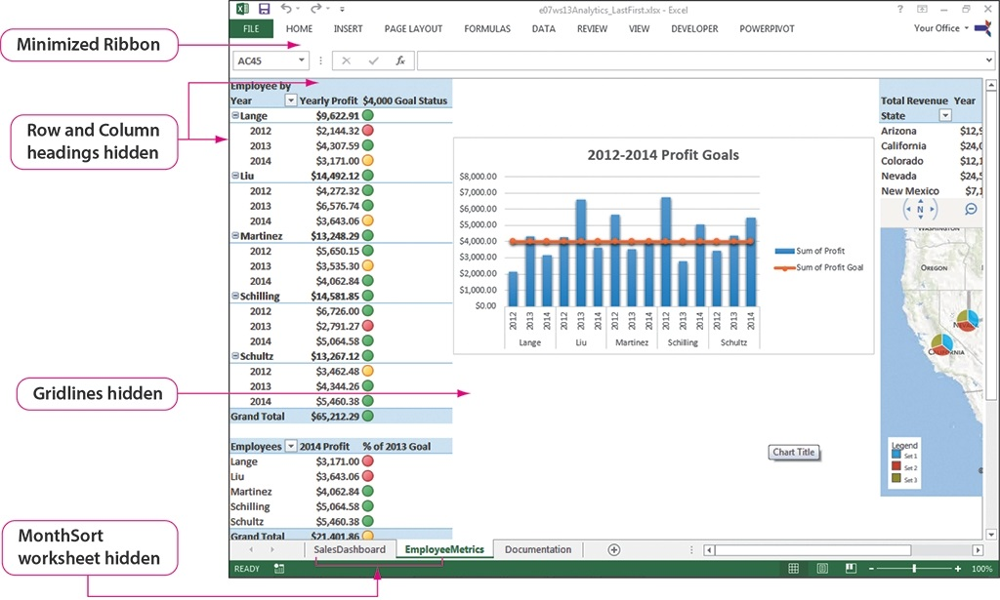 e07ws13Analytics_LastFirst.xlsx - Excel
FILE HOME INSERT PAGE LAYOUT FORMULAS DATA REVIEW VIEW DEVELOPER POWERPIVOT Your Office
Minimized Ribbon
AC45 fx
Row and Column
headings hidden
Gridlines hidden
MonthSort
worksheet hidden
Employee by
Year Yearly Profit $4,000 Goal Status
Lange $9,622.91
2012 $2,144.32
2013 $4,307.59
2014 $3,171.00
Liu $14,492.12
2012 $4,272.32
2013 $6,576.74
2014 $3,643.06
Martinez $13,248.29
2012 $5,650.15
2013 $3,535.30
2014 $4,062.84
Schilling $14,581.85
2012 $6,726.00
2013 $2,791.27
2014 $5,064.58
Schultz $13,267.12
2012 $3,462.48
2013 $4,344.26
2014 $5,460.38
Grand Total $65,212.29
Employees 2014 Profit % of 2013 Goal
Lange $3,171.00
Liu $3,643.06
Martinez $4,062.84
Schilling $5,064.58
Schultz $5,460.38
Grand Total $21,401.86
2012-2014 Profit Goals
$8,000.00
$7,000.00
$6,000.00
$5,000.00
$4,000.00
$3,000.00
$2,000.00
$1,000.00
$0.00
2012 2013 2014 2012 2013 2014 2012 2013 2014 2012 2013 2014 2012 2013 2014
Lange Liu Martinez Schilling Schultz
Sum of Profit
Sum of Profit Goal
Chart Title
Total Revenue Year
State
Arizona $12,9
California $24,0
Colorado $12,1
Nevada $24,5
New Mexico $7,1
N
WASHINGTON
OREGON
NEVADA
CALIFORNIA
Legend
Set 1
Set 2
Set 3
SalesDashboard EmployeeMetrics Documentation
READY 100%